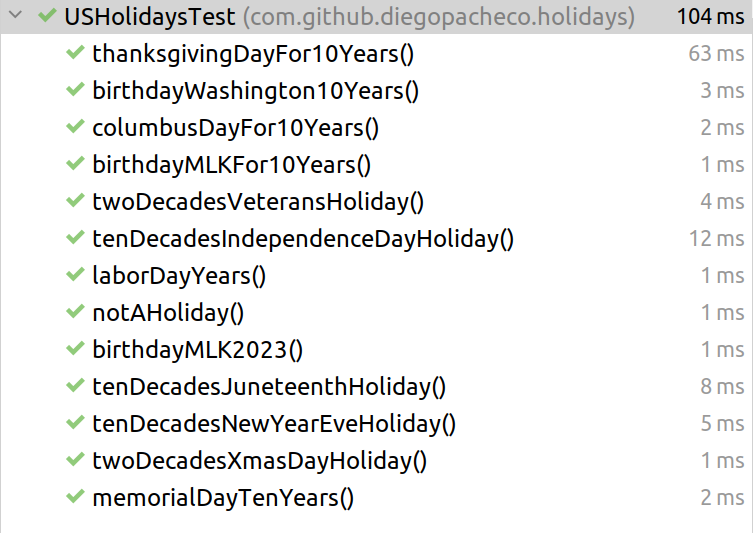 USHolidaysTest (com.github.diegopacheco.holidays) 104 ms
thanksgivingDayFor10Years() 63 ms
birthdayWashington10Years() 3 ms
columbusDayFor10Years() 2 ms
birthdayMLKFor10Years() 1 ms
twoDecadesVeteransHoliday() 4 ms
tenDecadesIndependenceDayHoliday() 12 ms
laborDayYears() 1 ms
notAHoliday() 1 ms
birthdayMLK2023() 1 ms
tenDecadesJuneteenthHoliday() 8 ms
tenDecadesNewYearEveHoliday() 5 ms
twoDecadesXmasDayHoliday() 1 ms
memorialDayTenYears() 2 ms